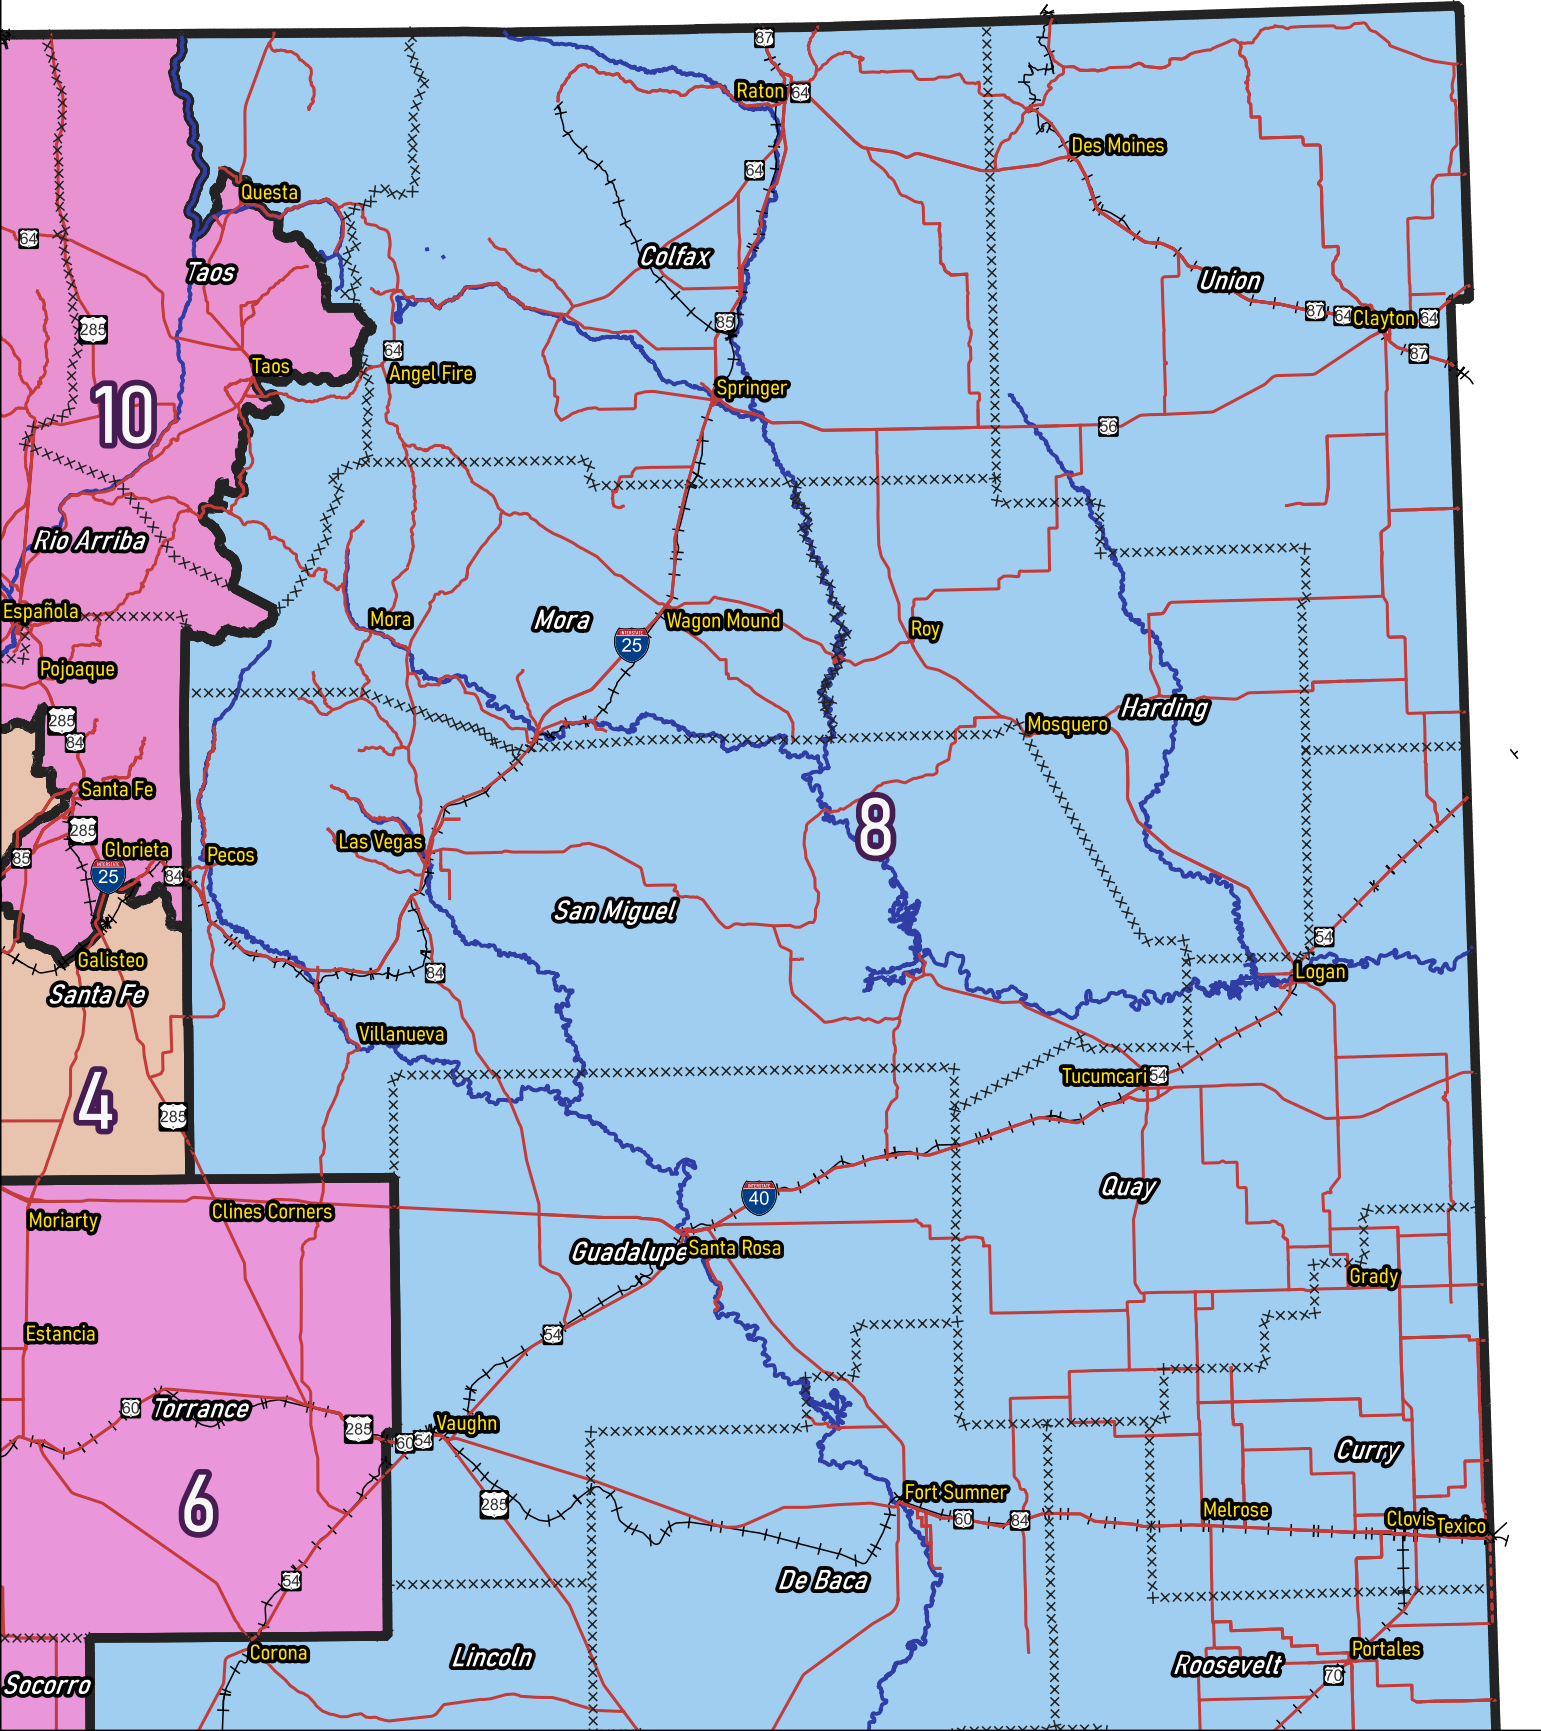 87
Raton 64
Des Moines
64
Questa
64
Colfax
Taos
Union
87 64 Clayton 64
285
85
64
87
Taos
Angel Fire
Springer
10
56
Rio Arriba
Española
Mora
Mora
Wagon Mound
Roy
INTERSTATE
25
Pojoaque
Harding
285
Mosquero
84
Santa Fe
8
285
Las Vegas
Glorieta
85
Pecos
INTERSTATE
25
84
San Miguel
54
Galisteo
84
Logan
Santa Fe
Villanueva
Tucumcari 54
4
285
Quay
INTERSTATE
40
Clines Corners
Moriarty
Guadalupe
Santa Rosa
Grady
Estancia
54
60
Torrance
285
Vaughn
60 54
Curry
6
285
Fort Sumner
60
84
Melrose
Clovis
Texico
De Baca
54
Corona
Lincoln
Portales
Roosevelt
70
Socorro